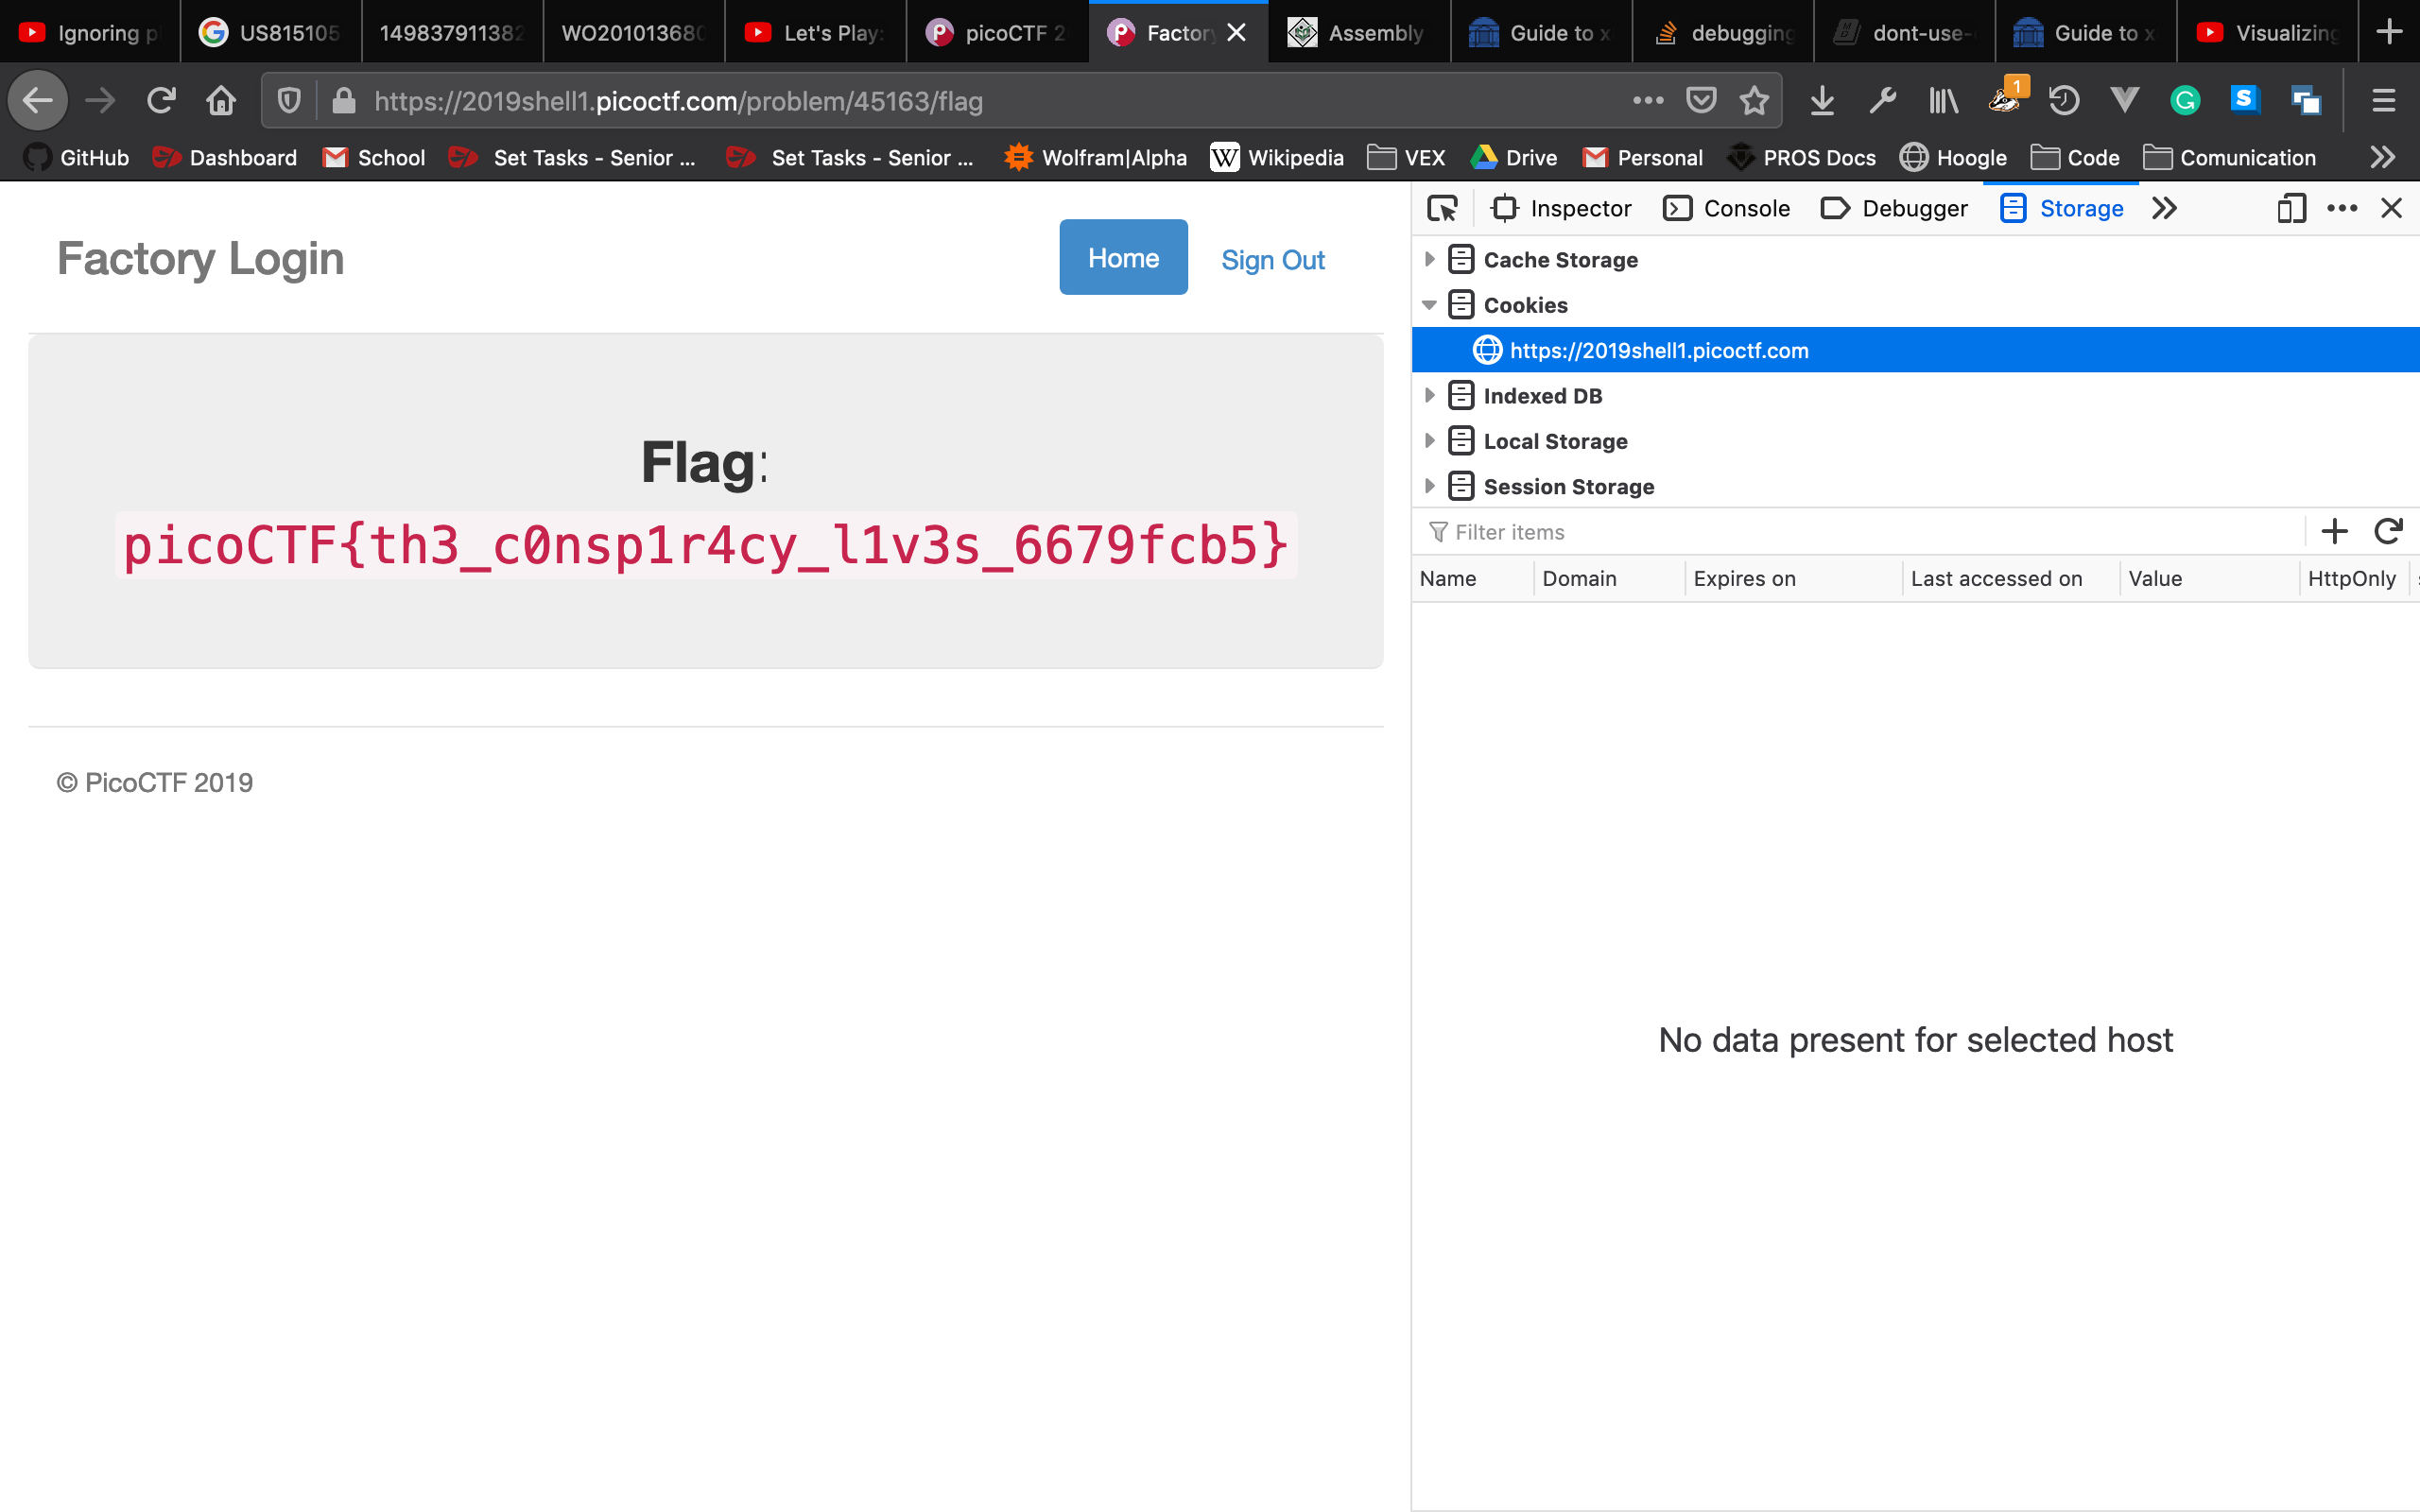 Ignoring p
US815105
149837911382
WO201013680
Let's Play:
picoCTF 2
Factory
Assembly
Guide to x
debugging
dont-use-
Guide to x
Visualizing
https://2019shell1.picoctf.com/problem/45163/flag
1
GitHub
Dashboard
School
Set Tasks - Senior ...
Set Tasks - Senior ...
Wolfram|Alpha
Wikipedia
VEX
Drive
Personal
PROS Docs
Hoogle
Code
Comunication
Factory Login
Home
Sign Out
Flag:
picoCTF{th3_c0nsp1r4cy_l1v3s_6679fcb5}
© PicoCTF 2019
Inspector
Console
Debugger
Storage
Cache Storage
Cookies
https://2019shell1.picoctf.com
Indexed DB
Local Storage
Session Storage
Filter items
Name
Domain
Expires on
Last accessed on
Value
HttpOnly
No data present for selected host